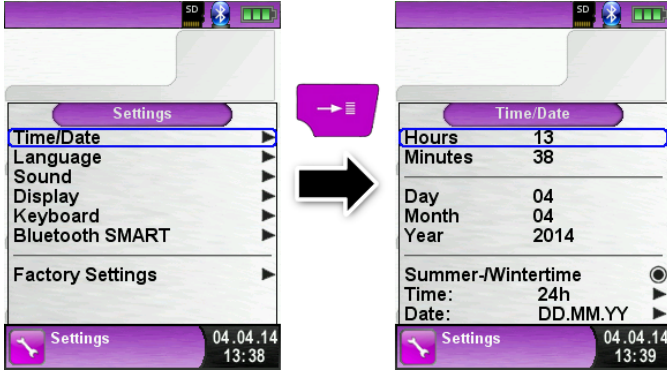 SD
Settings
Time/Date
Language
Sound
Display
Keyboard
Bluetooth SMART
Factory Settings
Settings 04.04.14
13:38
SD
Time/Date
Hours 13
Minutes 38
Day 04
Month 04
Year 2014
Summer-/Wintertime
Time: 24h
Date: DD.MM.YY
Settings 04.04.14
13:39